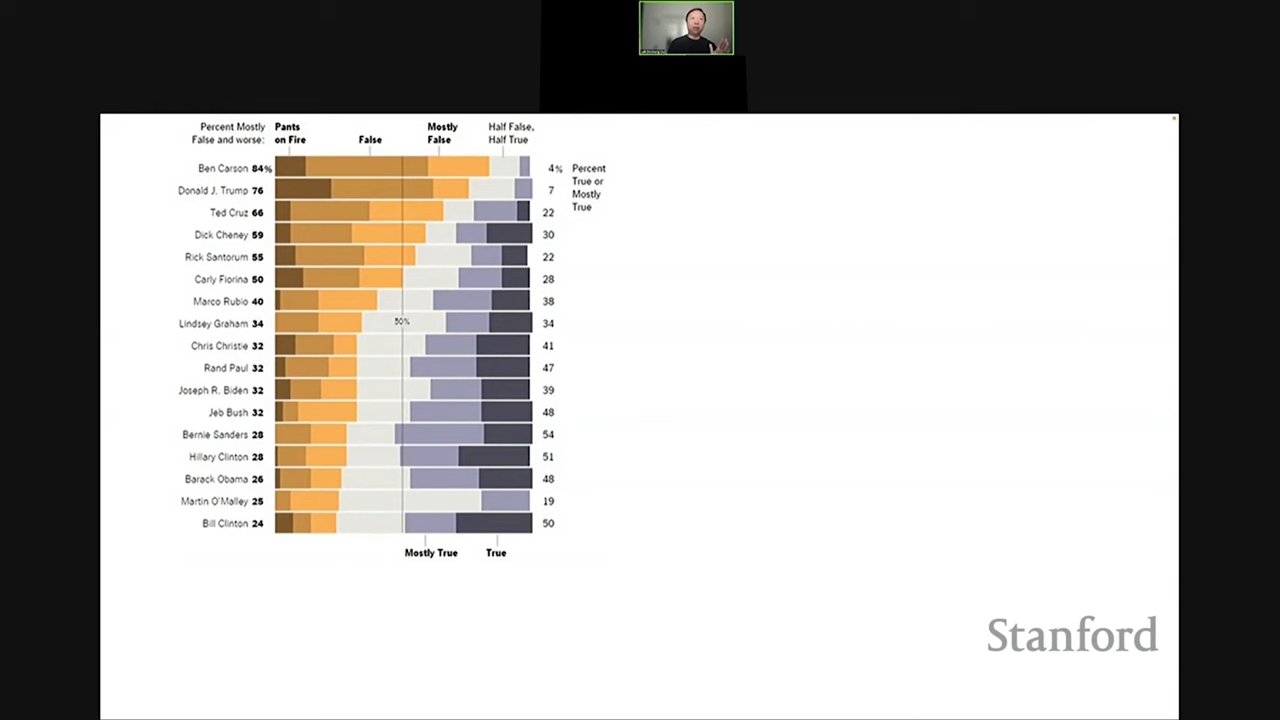 Percent Mostly
False and worse:
Pants
on Fire
False
Mostly
False
Half False,
Half True
Ben Carson 84% 4%
Percent
True or
Mostly
True
Donald J. Trump 76 7
Ted Cruz 66 22
Dick Cheney 59 30
Rick Santorum 55 22
Carly Fiorina 50 28
Marco Rubio 40 38
Lindsey Graham 34 50% 34
Chris Christie 32 41
Rand Paul 32 47
Joseph R. Biden 32 39
Jeb Bush 32 48
Bernie Sanders 28 54
Hillary Clinton 28 51
Barack Obama 26 48
Martin O'Malley 25 19
Bill Clinton 24 50
Mostly True True
Stanford